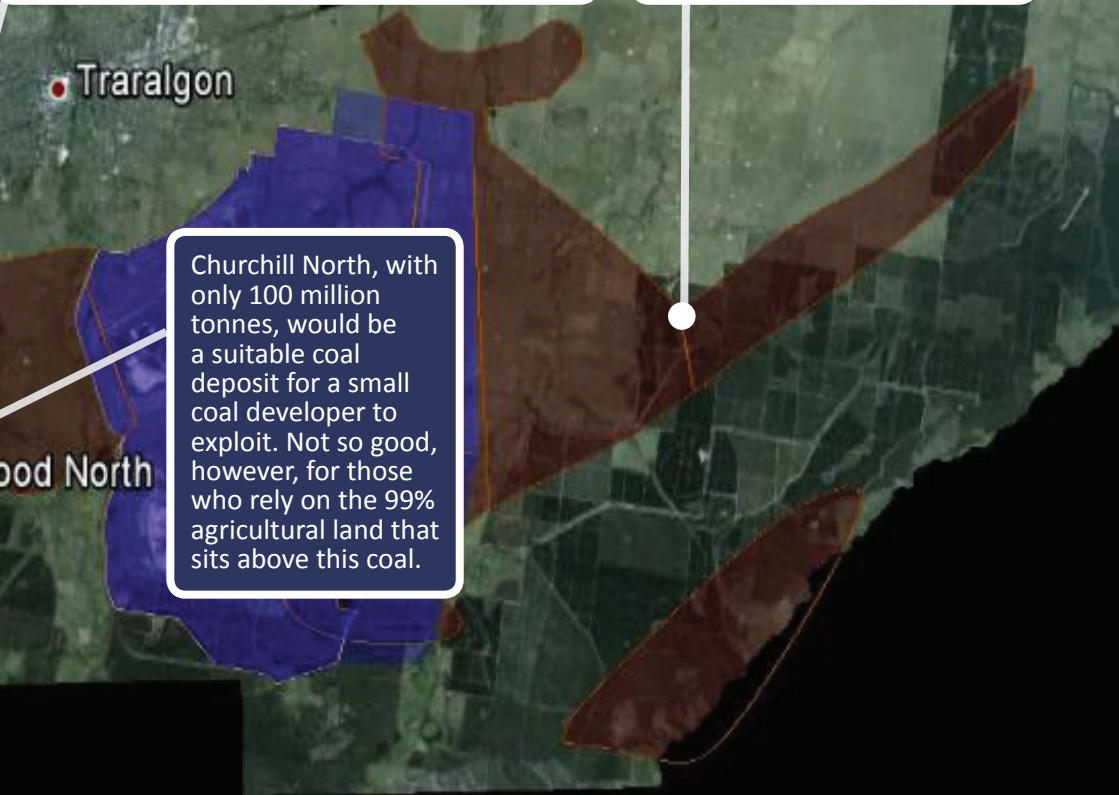 Traralgon
Churchill North, with
only 100 million
tonnes, would be
a suitable coal
deposit for a small
coal developer to
exploit. Not so good,
however, for those
who rely on the 99%
agricultural land that
sits above this coal.
North